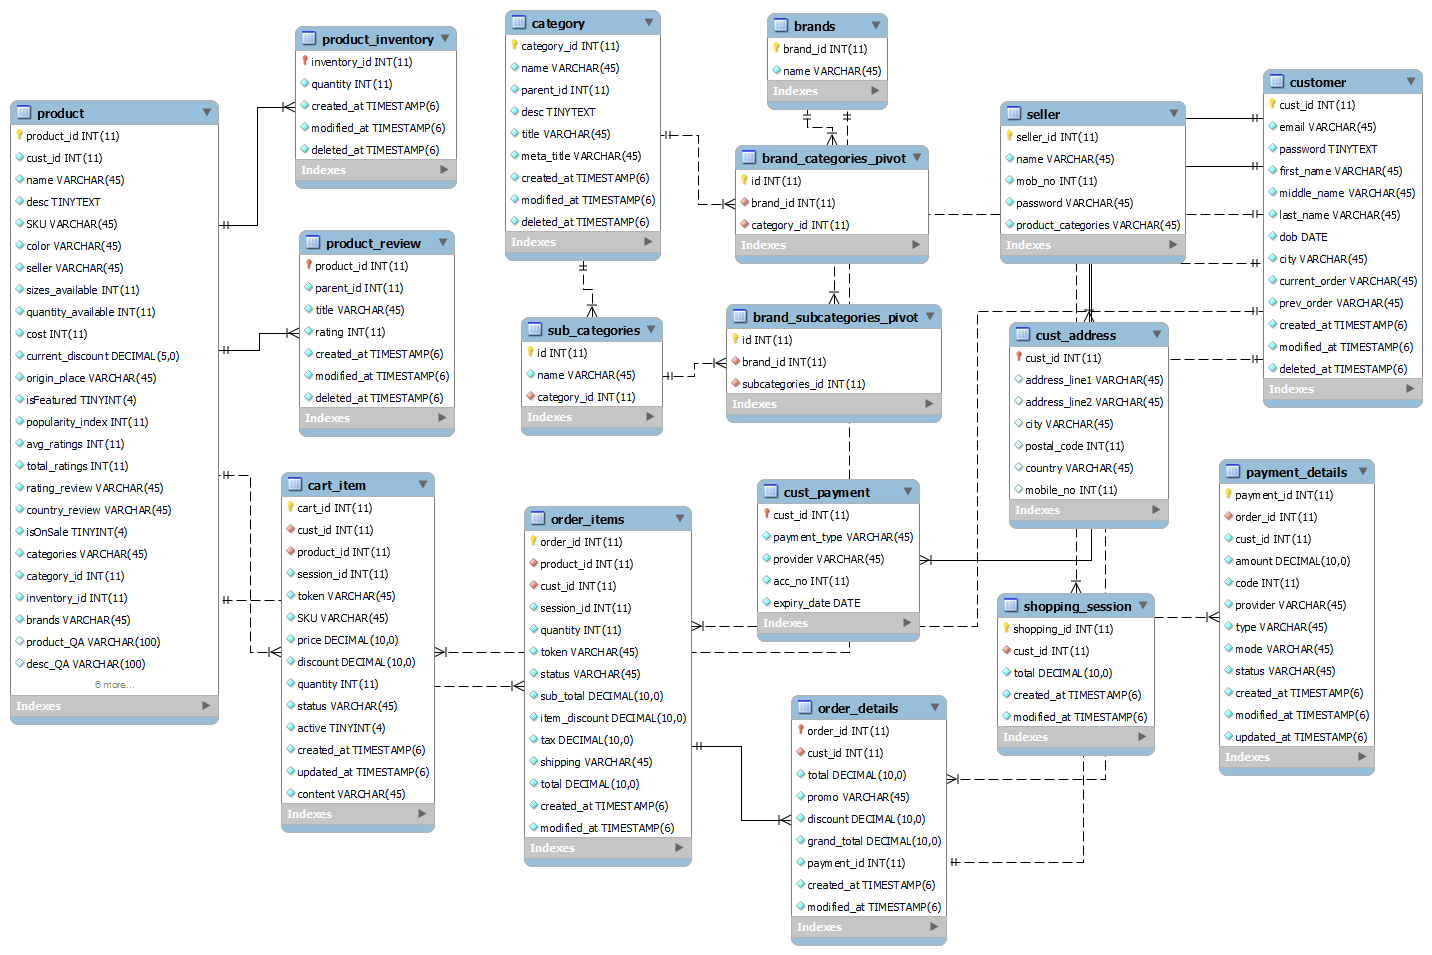 product
product_id INT(11)
cust_id INT(11)
name VARCHAR(45)
desc TINYTEXT
SKU VARCHAR(45)
color VARCHAR(45)
seller VARCHAR(45)
sizes_available INT(11)
quantity_available INT(11)
cost INT(11)
current_discount DECIMAL(5,0)
origin_place VARCHAR(45)
isFeatured TINYINT(4)
popularity_index INT(11)
avg_ratings INT(11)
total_ratings INT(11)
rating_review VARCHAR(45)
country_review VARCHAR(45)
isOnSale TINYINT(4)
categories VARCHAR(45)
category_id INT(11)
inventory_id INT(11)
brands VARCHAR(45)
product_QA VARCHAR(100)
desc_QA VARCHAR(100)
6 more...
Indexes
product_inventory
inventory_id INT(11)
quantity INT(11)
created_at TIMESTAMP(6)
modified_at TIMESTAMP(6)
deleted_at TIMESTAMP(6)
Indexes
product_review
product_id INT(11)
parent_id INT(11)
title VARCHAR(45)
rating INT(11)
created_at TIMESTAMP(6)
modified_at TIMESTAMP(6)
deleted_at TIMESTAMP(6)
Indexes
cart_item
cart_id INT(11)
cust_id INT(11)
product_id INT(11)
session_id INT(11)
token VARCHAR(45)
SKU VARCHAR(45)
price DECIMAL(10,0)
discount DECIMAL(10,0)
quantity INT(11)
status VARCHAR(45)
active TINYINT(4)
created_at TIMESTAMP(6)
updated_at TIMESTAMP(6)
content VARCHAR(45)
Indexes
category
category_id INT(11)
name VARCHAR(45)
parent_id INT(11)
desc TINYTEXT
title VARCHAR(45)
meta_title VARCHAR(45)
created_at TIMESTAMP(6)
modified_at TIMESTAMP(6)
deleted_at TIMESTAMP(6)
Indexes
sub_categories
id INT(11)
name VARCHAR(45)
category_id INT(11)
Indexes
order_items
order_id INT(11)
product_id INT(11)
cust_id INT(11)
session_id INT(11)
quantity INT(11)
token VARCHAR(45)
status VARCHAR(45)
sub_total DECIMAL(10,0)
item_discount DECIMAL(10,0)
tax DECIMAL(10,0)
shipping VARCHAR(45)
total DECIMAL(10,0)
created_at TIMESTAMP(6)
modified_at TIMESTAMP(6)
Indexes
brands
brand_id INT(11)
name VARCHAR(45)
Indexes
brand_categories_pivot
id INT(11)
brand_id INT(11)
category_id INT(11)
Indexes
brand_subcategories_pivot
id INT(11)
brand_id INT(11)
subcategories_id INT(11)
Indexes
cust_payment
cust_id INT(11)
payment_type VARCHAR(45)
provider VARCHAR(45)
acc_no INT(11)
expiry_date DATE
Indexes
order_details
order_id INT(11)
cust_id INT(11)
total DECIMAL(10,0)
promo VARCHAR(45)
discount DECIMAL(10,0)
grand_total DECIMAL(10,0)
payment_id INT(11)
created_at TIMESTAMP(6)
modified_at TIMESTAMP(6)
Indexes
seller
seller_id INT(11)
name VARCHAR(45)
mob_no INT(11)
password VARCHAR(45)
product_categories VARCHAR(45)
Indexes
cust_address
cust_id INT(11)
address_line1 VARCHAR(45)
address_line2 VARCHAR(45)
city VARCHAR(45)
postal_code INT(11)
country VARCHAR(45)
mobile_no INT(11)
Indexes
shopping_session
shopping_id INT(11)
cust_id INT(11)
total DECIMAL(10,0)
created_at TIMESTAMP(6)
modified_at TIMESTAMP(6)
Indexes
customer
cust_id INT(11)
email VARCHAR(45)
password TINYTEXT
first_name VARCHAR(45)
middle_name VARCHAR(45)
last_name VARCHAR(45)
dob DATE
city VARCHAR(45)
current_order VARCHAR(45)
prev_order VARCHAR(45)
created_at TIMESTAMP(6)
modified_at TIMESTAMP(6)
deleted_at TIMESTAMP(6)
Indexes
payment_details
payment_id INT(11)
order_id INT(11)
cust_id INT(11)
amount DECIMAL(10,0)
code INT(11)
provider VARCHAR(45)
type VARCHAR(45)
mode VARCHAR(45)
status VARCHAR(45)
created_at TIMESTAMP(6)
modified_at TIMESTAMP(6)
updated_at TIMESTAMP(6)
Indexes